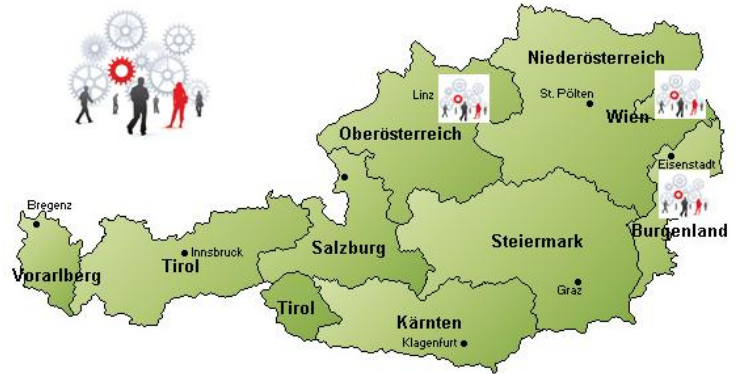 Niederösterreich
Linz
St. Pölten
Wien
Oberösterreich
Eisenstadt
Bregenz
Burgenland
Innsbruck
Salzburg
Steiermark
Vorarlberg
Tirol
Graz
Tirol
Kärnten
Klagenfurt